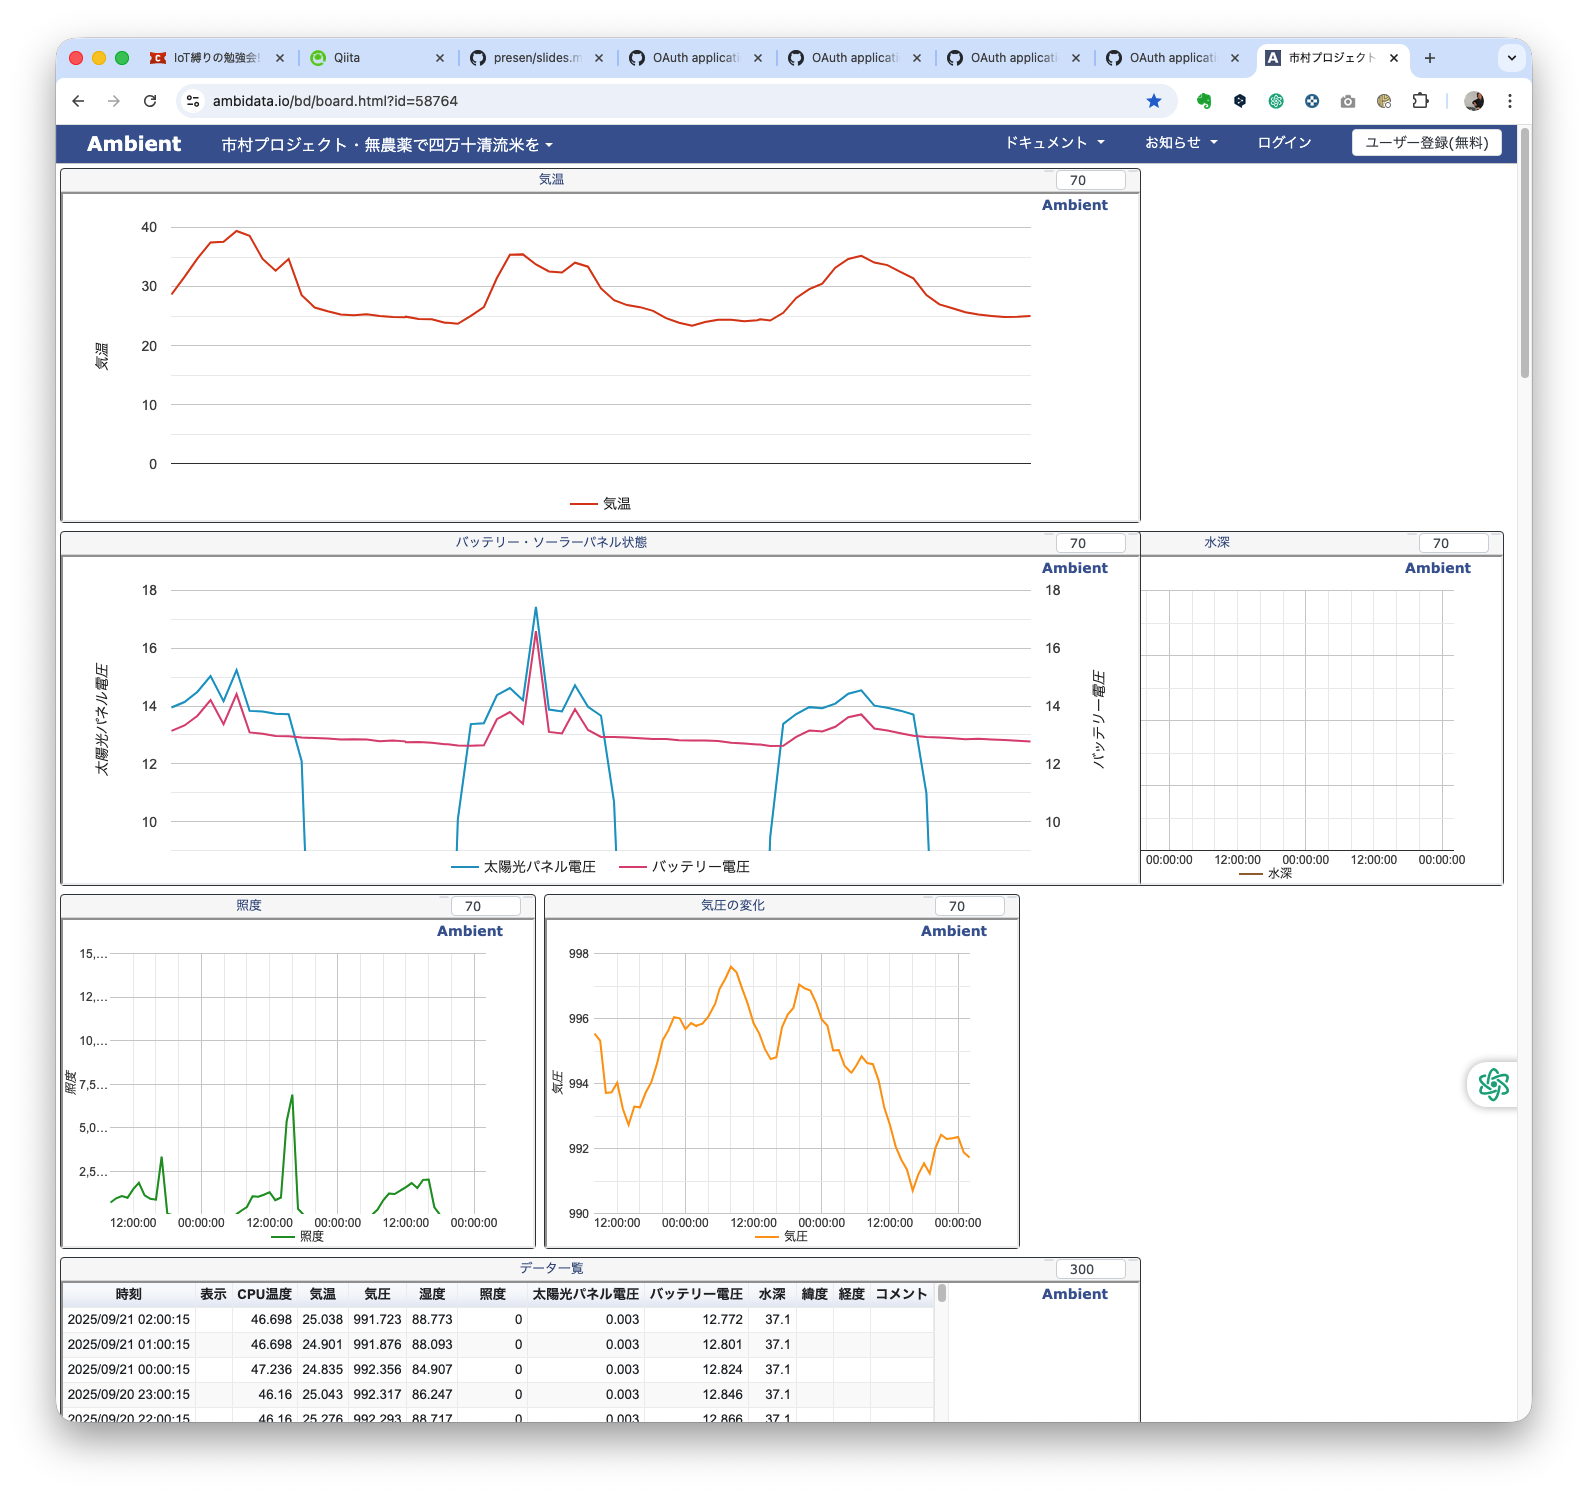 IoT縛りの勉強会!
Qiita
presen/slides.m
OAuth applicati
OAuth applicati
OAuth applicati
OAuth applicati
A 市村プロジェクト
ambidata.io/bd/board.html?id=58764
Ambient 市村プロジェクト・無農薬で四万十清流米を ドキュメント お知らせ ログイン ユーザー登録(無料)
気温 70
Ambient
40
30
20
10
0
気温
気温
バッテリー・ソーラーパネル状態 70
Ambient
18
16
14
12
10
太陽光パネル電圧
18
16
14
12
10
バッテリー電圧
太陽光パネル電圧 バッテリー電圧
水深 70
Ambient
00:00:00 12:00:00 00:00:00 12:00:00 00:00:00
水深
照度 70
Ambient
15,...
12,...
10,...
7,5...
5,0...
2,5...
照度
12:00:00 00:00:00 12:00:00 00:00:00 12:00:00 00:00:00
照度
気圧の変化 70
Ambient
998
996
994
992
990
気圧
12:00:00 00:00:00 12:00:00 00:00:00 12:00:00 00:00:00
気圧
データ一覧 300
Ambient
時刻 表示 CPU温度 気温 気圧 湿度 照度 太陽光パネル電圧 バッテリー電圧 水深 緯度 経度 コメント
2025/09/21 02:00:15 46.698 25.038 991.723 88.773 0 0.003 12.772 37.1
2025/09/21 01:00:15 46.698 24.901 991.876 88.093 0 0.003 12.801 37.1
2025/09/21 00:00:15 47.236 24.835 992.356 84.907 0 0.003 12.824 37.1
2025/09/20 23:00:15 46.16 25.043 992.317 86.247 0 0.003 12.846 37.1
2025/09/20 22:00:15 46.16 25.276 992.293 88.717 0 0.003 12.866 37.1